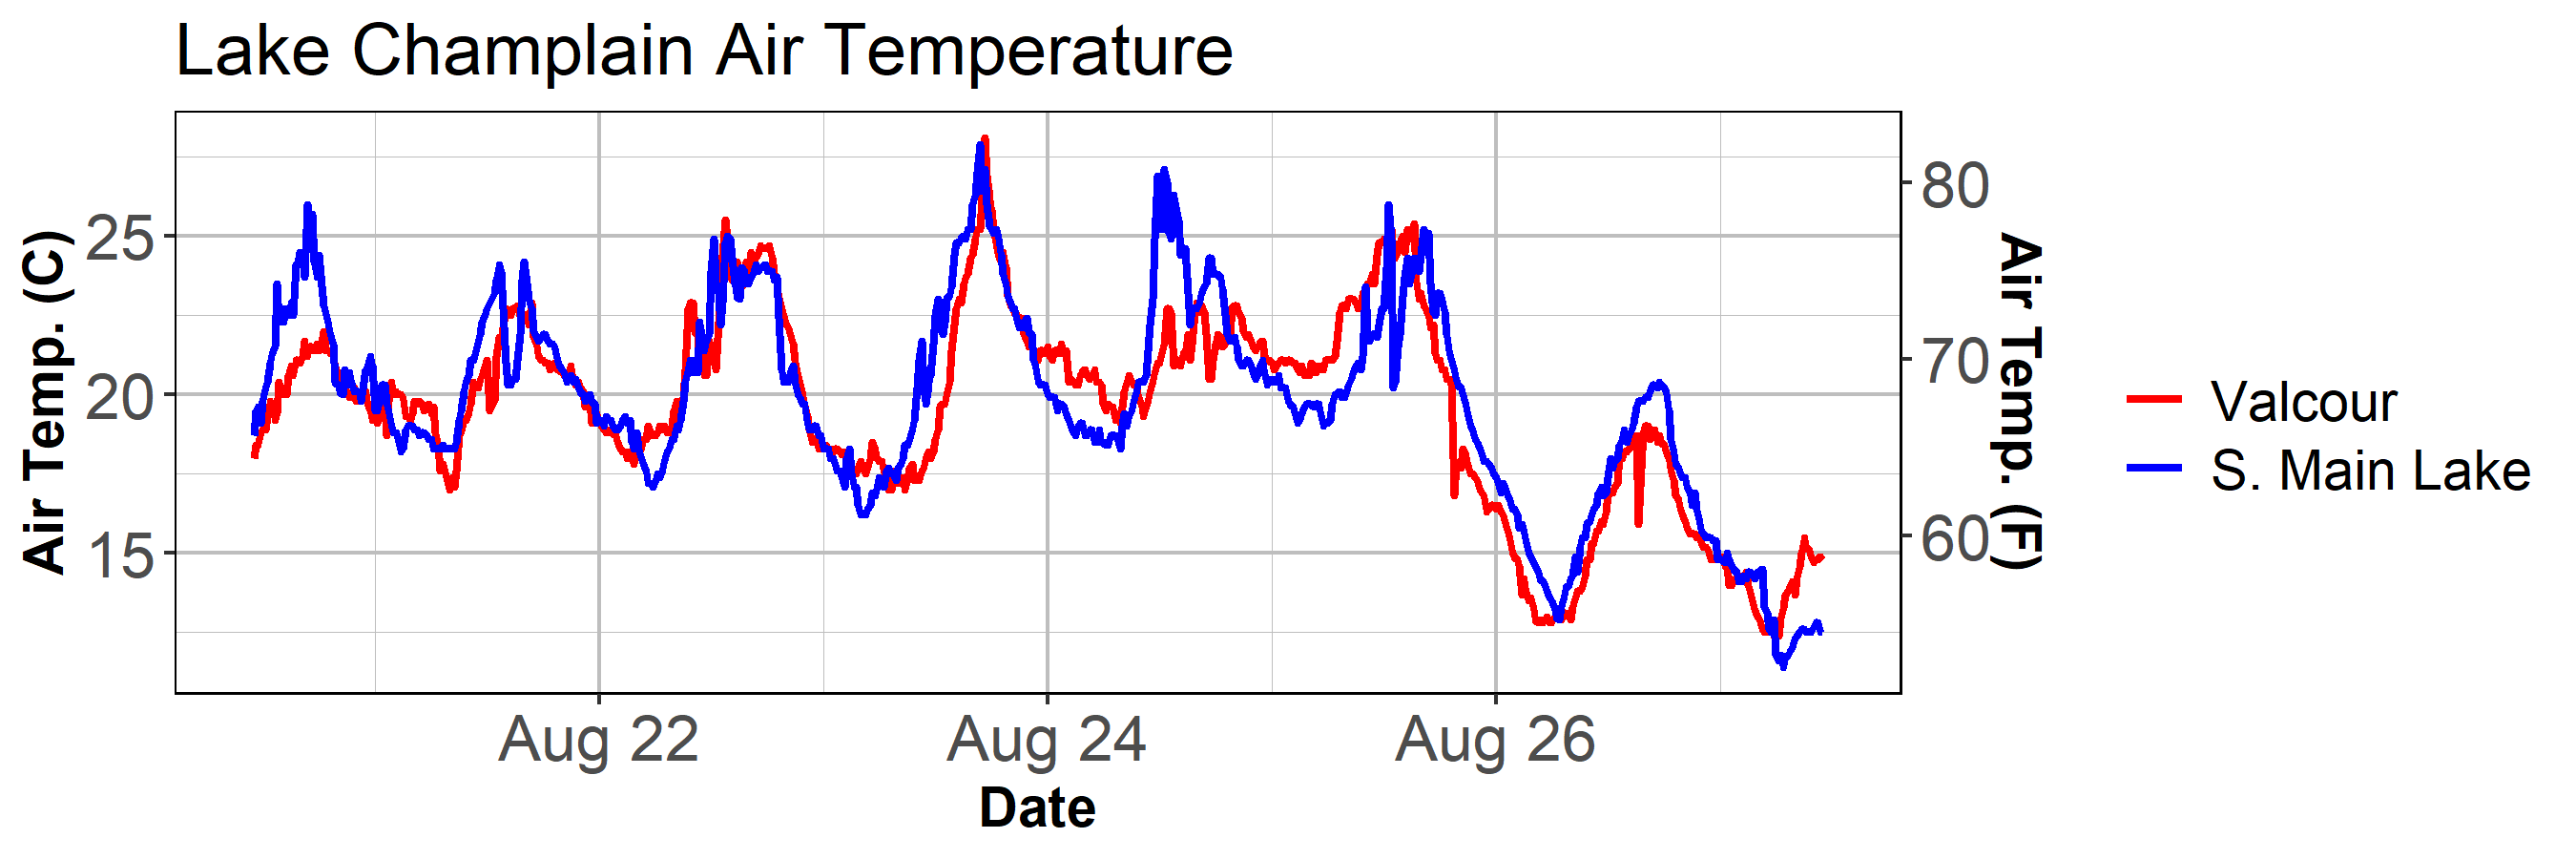 Lake Champlain Air Temperature
Air Temp. (C)
25
20
15
80
70
60
Air Temp. (F)
Aug 22
Aug 24
Aug 26
Date
Valcour
S. Main Lake